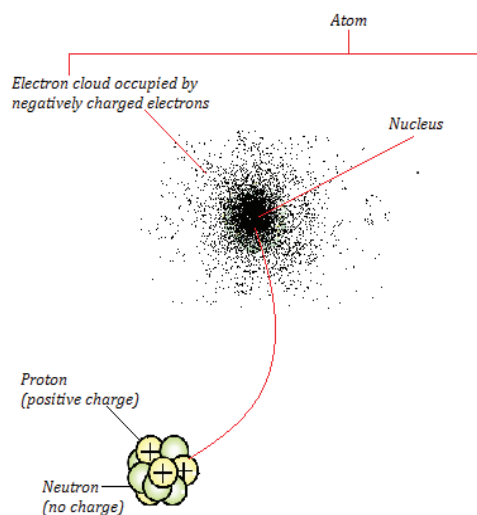 Atom
Electron cloud occupied by
negatively charged electrons
Nucleus
Proton
(positive charge)
+
+
+
Neutron
(no charge)